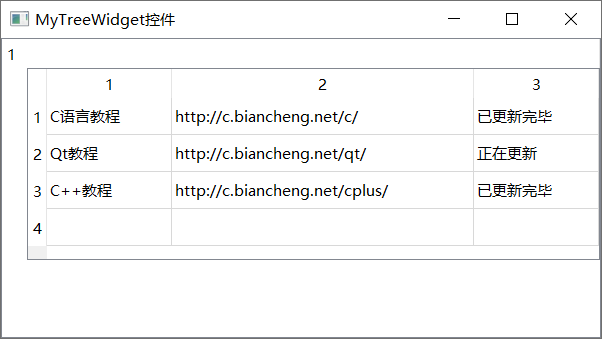 MyTreeWidget控件
1
1 2 3
1 C语言教程 http://c.biancheng.net/c/ 已更新完毕
2 Qt教程 http://c.biancheng.net/qt/ 正在更新
3 C++教程 http://c.biancheng.net/cplus/ 已更新完毕
4